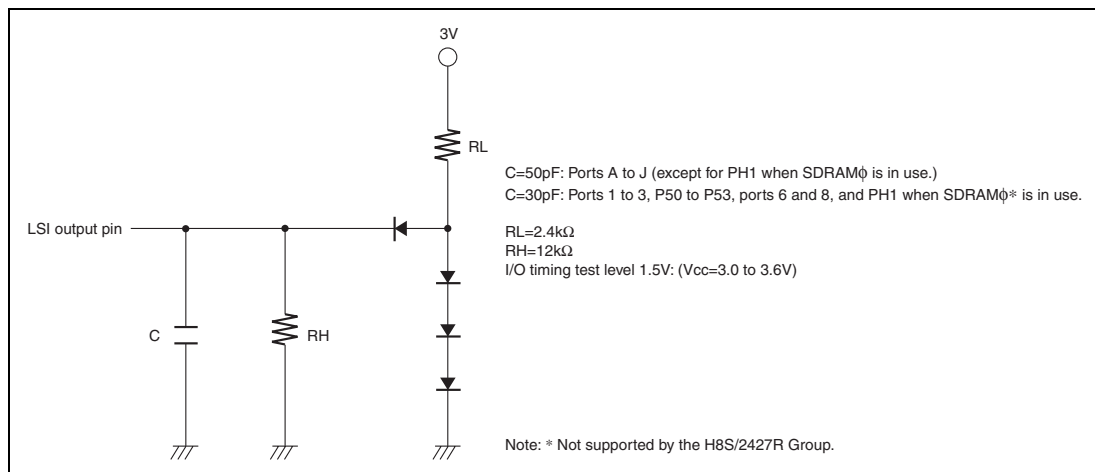 3V
RL
C=50pF: Ports A to J (except for PH1 when SDRAMϕ is in use.)
C=30pF: Ports 1 to 3, P50 to P53, ports 6 and 8, and PH1 when SDRAMϕ* is in use.
LSI output pin
RL=2.4kΩ
RH=12kΩ
I/O timing test level 1.5V: (Vcc=3.0 to 3.6V)
C
RH
Note: * Not supported by the H8S/2427R Group.